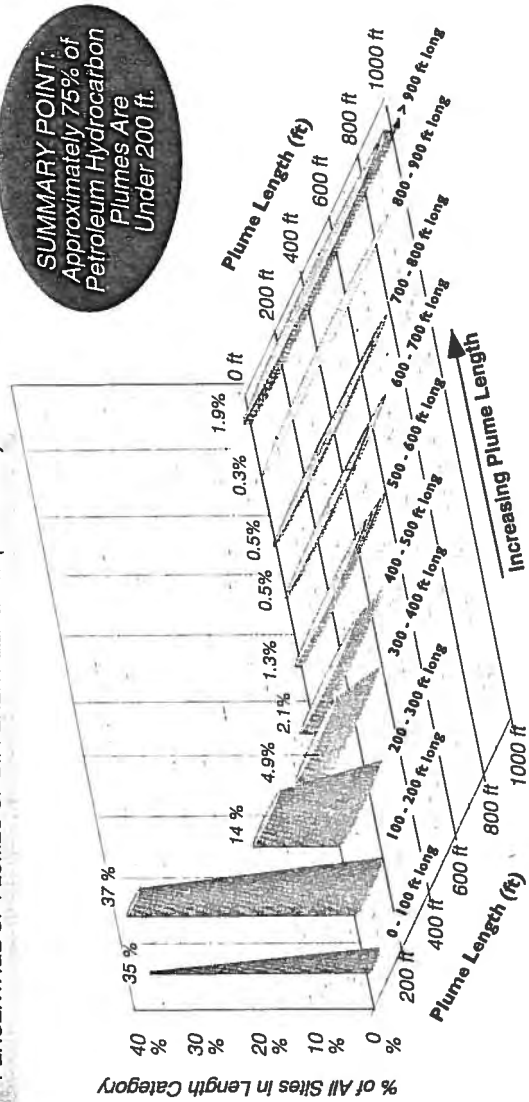 SUMMARY POINT:
Approximately 75% of
Petroleum Hydrocarbon
Plumes Are
Under 200 ft.
% of All Sites in Length Category
40
%
30
%
20
%
10
%
0
%
35 %
37 %
14 %
4.9%
2.1%
1.3%
0.5%
0.5%
0.3%
1.9%
0 ft
200 ft
400 ft
600 ft
800 ft
1000 ft
Plume Length (ft)
0 - 100 ft long
100 - 200 ft long
200 - 300 ft long
300 - 400 ft long
400 - 500 ft long
500 - 600 ft long
600 - 700 ft long
700 - 800 ft long
800 - 900 ft long
> 900 ft long
200 ft
400 ft
600 ft
800 ft
1000 ft
Plume Length (ft)
Increasing Plume Length